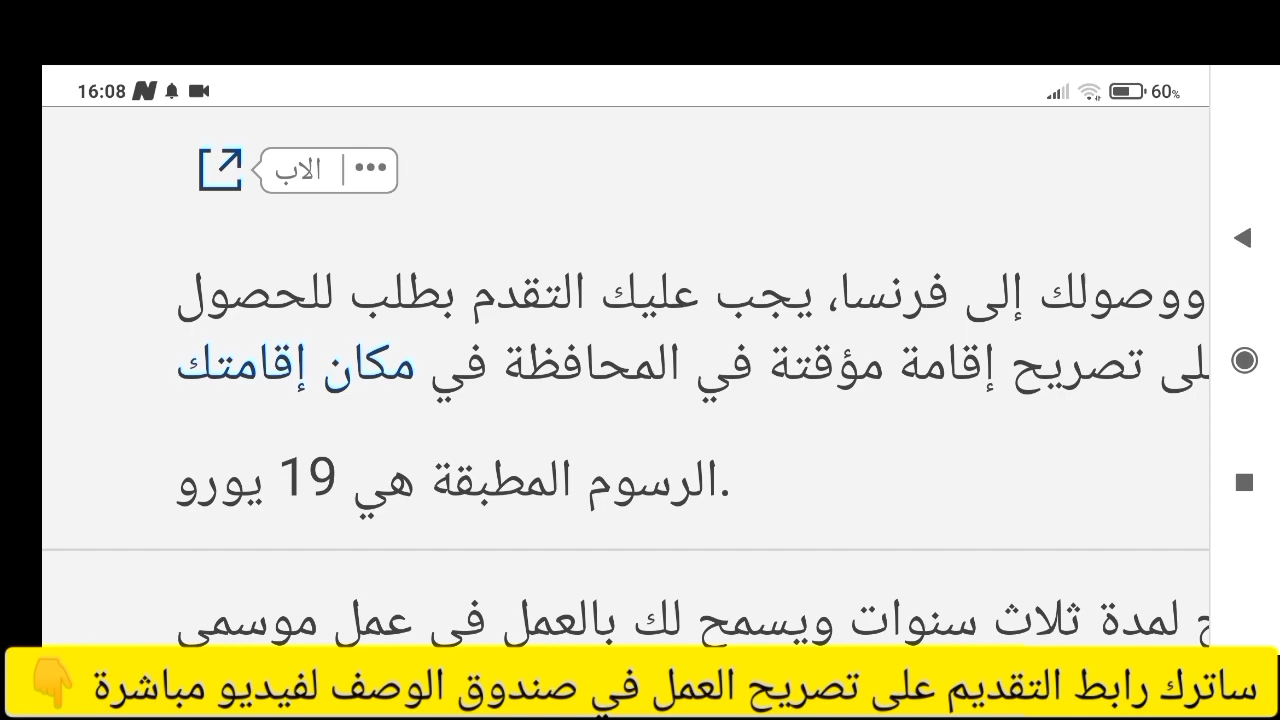 16:08
60%
الاب
ووصولك إلى فرنسا، يجب عليك التقدم بطلب للحصول
تصريح إقامة مؤقتة في المحافظة في مكان إقامتك
الرسوم المطبقة هي 19 يورو.
لمدة ثلاث سنوات ويسمح لك بالعمل في عمل موسمي
ساترك رابط التقديم على تصريح العمل في صندوق الوصف لفيديو مباشرة 👇